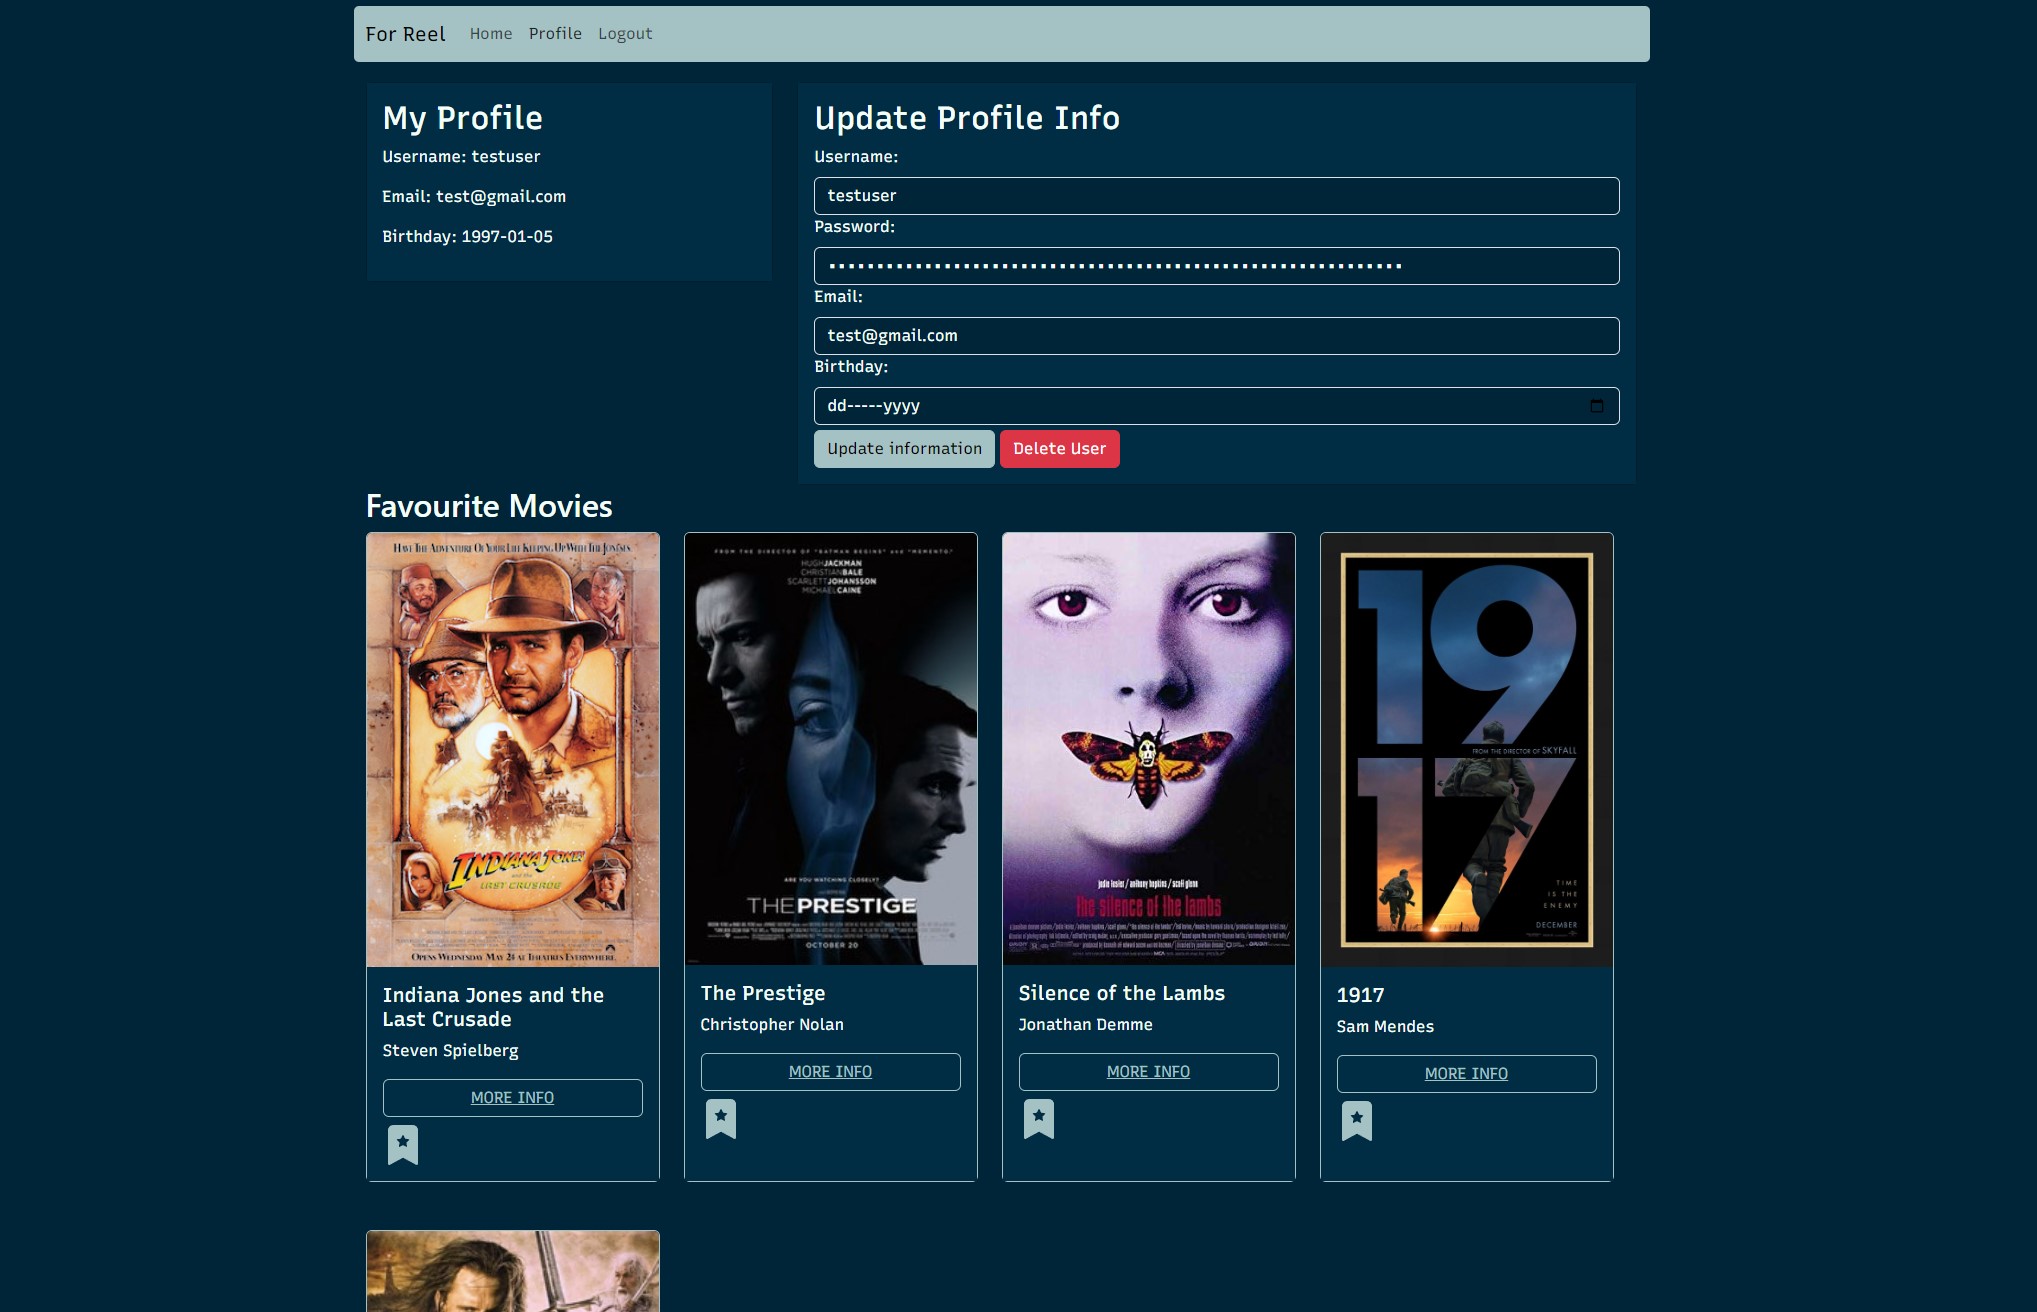 For Reel Home Profile Logout
My Profile
Username: testuser
Email: test@gmail.com
Birthday: 1997-01-05
Update Profile Info
Username:
testuser
Password:
Email:
test@gmail.com
Birthday:
dd-----yyyy
Update information Delete User
Favourite Movies
HAVE THE ADVENTURE OF YOUR LIFE KEEPING UP WITH THE JONESES.
INDIANA JONES
and the
LAST CRUSADE
OPENS WEDNESDAY MAY 24 AT THEATRES EVERYWHERE.
Indiana Jones and the
Last Crusade
Steven Spielberg
MORE INFO
FROM THE DIRECTOR OF "BATMAN BEGINS" AND "MEMENTO"
HUGH JACKMAN
CHRISTIAN BALE
SCARLETT JOHANSSON
MICHAEL CAINE
ARE YOU WATCHING CLOSELY?
THE PRESTIGE
OCTOBER 20
The Prestige
Christopher Nolan
MORE INFO
jodie foster / anthony hopkins / scott glenn
the silence of the lambs
Silence of the Lambs
Jonathan Demme
MORE INFO
19
FROM THE DIRECTOR OF SKYFALL
17
TIME
IS THE
ENEMY
DECEMBER
1917
Sam Mendes
MORE INFO